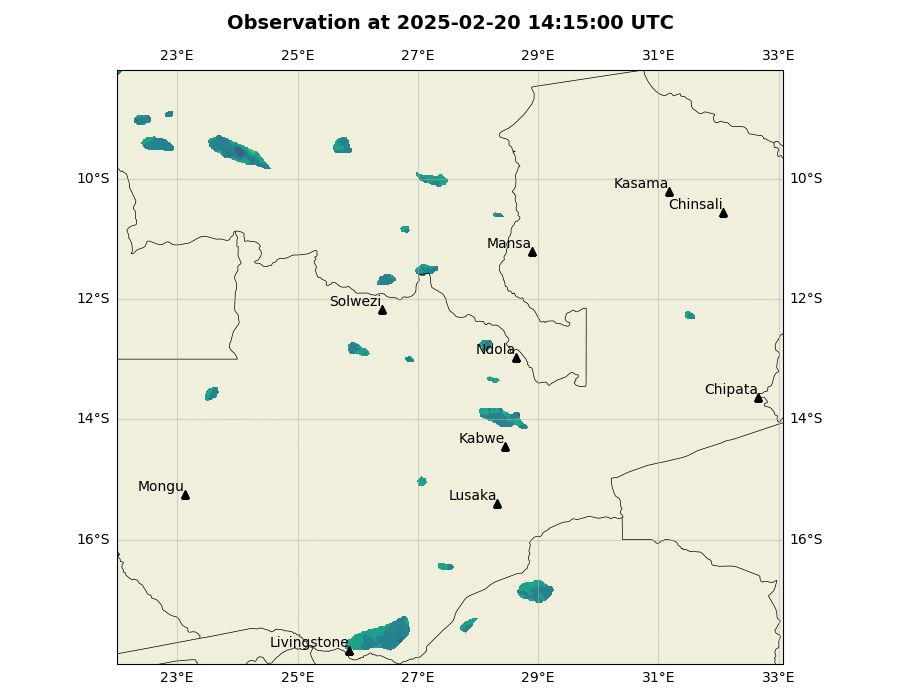 Observation at 2025-02-20 14:15:00 UTC
23°E 25°E 27°E 29°E 31°E 33°E
10°S 10°S
Kasama
Chinsali
Mansa
12°S 12°S
Solwezi
Ndola
Chipata
14°S 14°S
Kabwe
Mongu
Lusaka
16°S 16°S
Livingstone
23°E 25°E 27°E 29°E 31°E 33°E